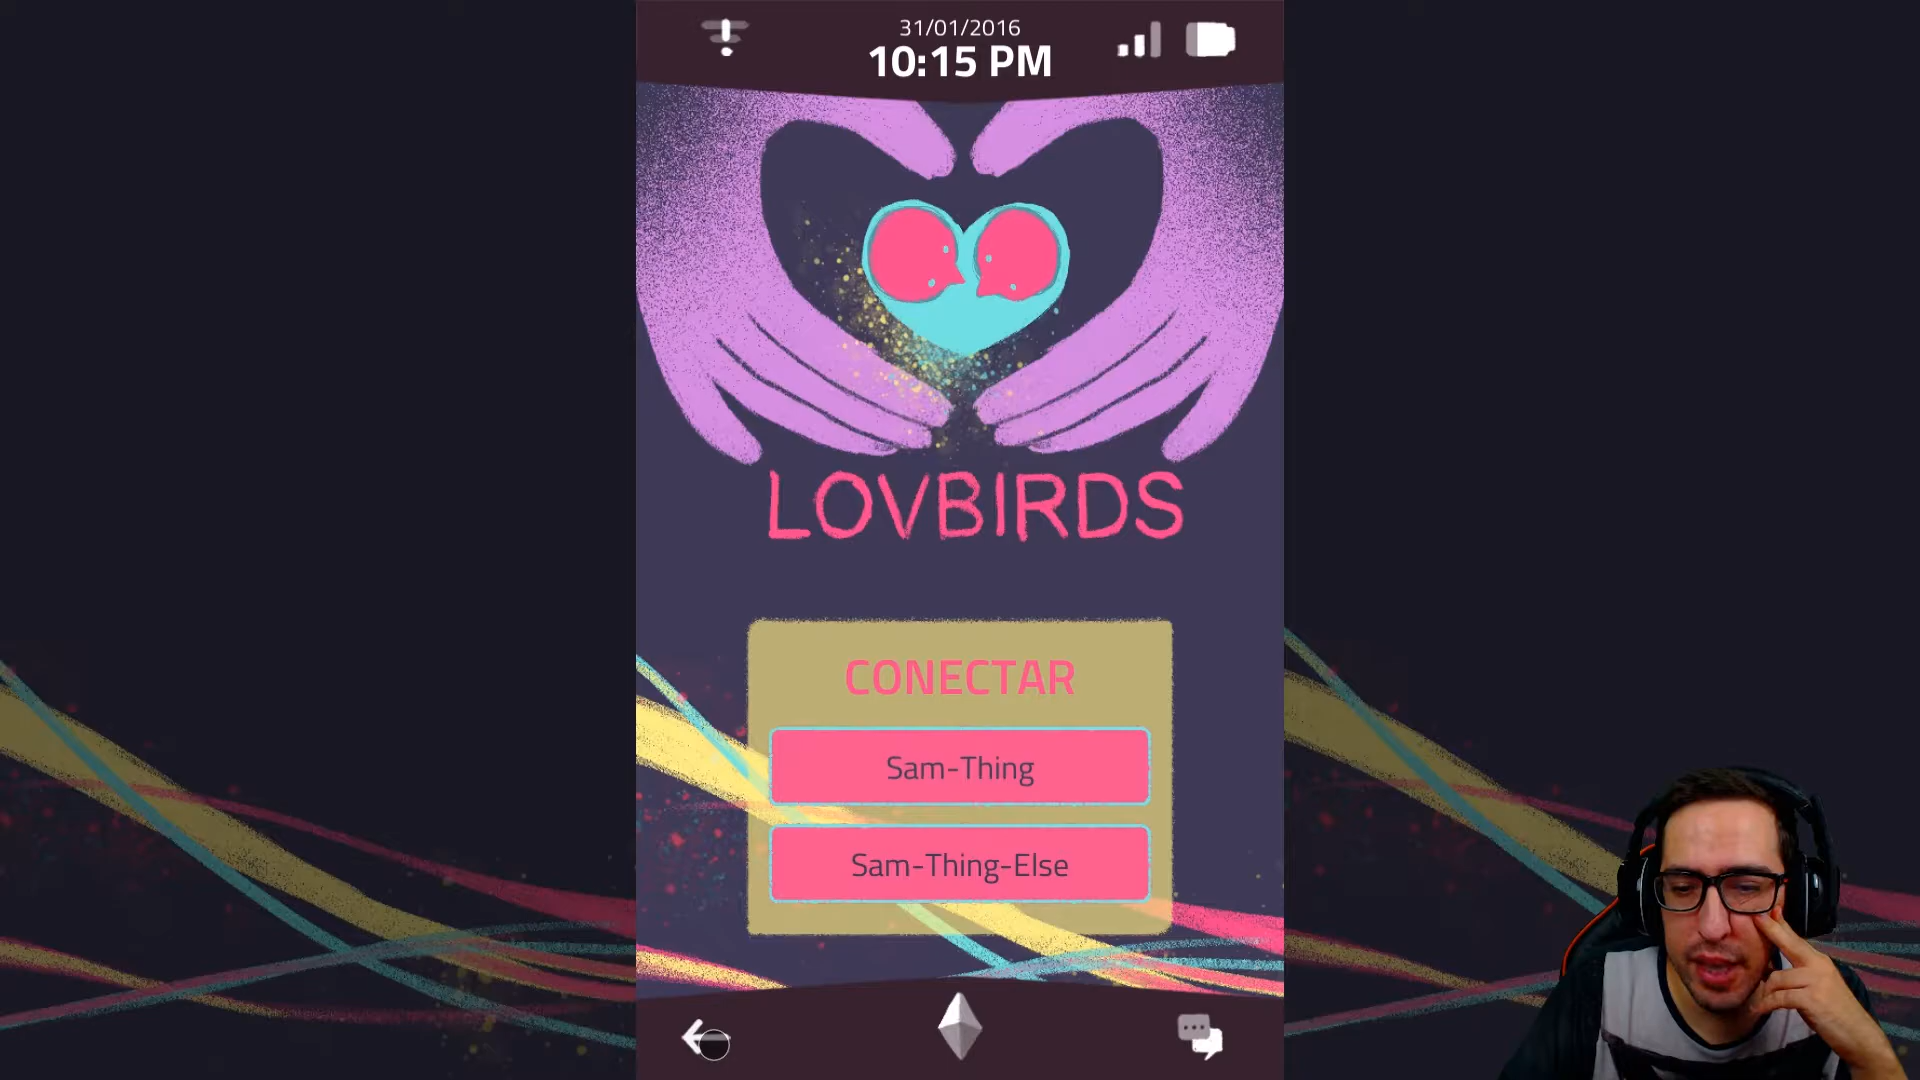 31/01/2016
10:15 PM
LOVBIRDS
CONECTAR
Sam-Thing
Sam-Thing-Else